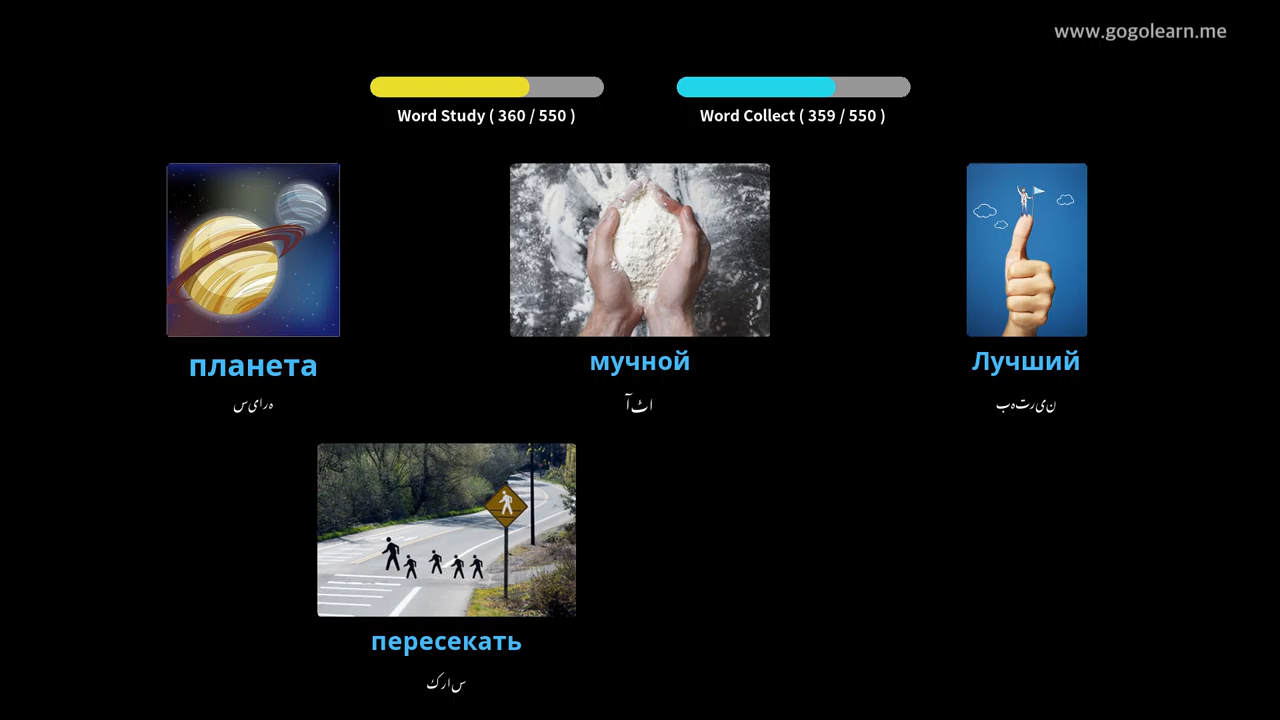 www.gogolearn.me
Word Study ( 360 / 550 )
Word Collect ( 359 / 550 )
планета
мучной
Лучший
سیارہ
آٹا
بہترین
пересекать
کراس